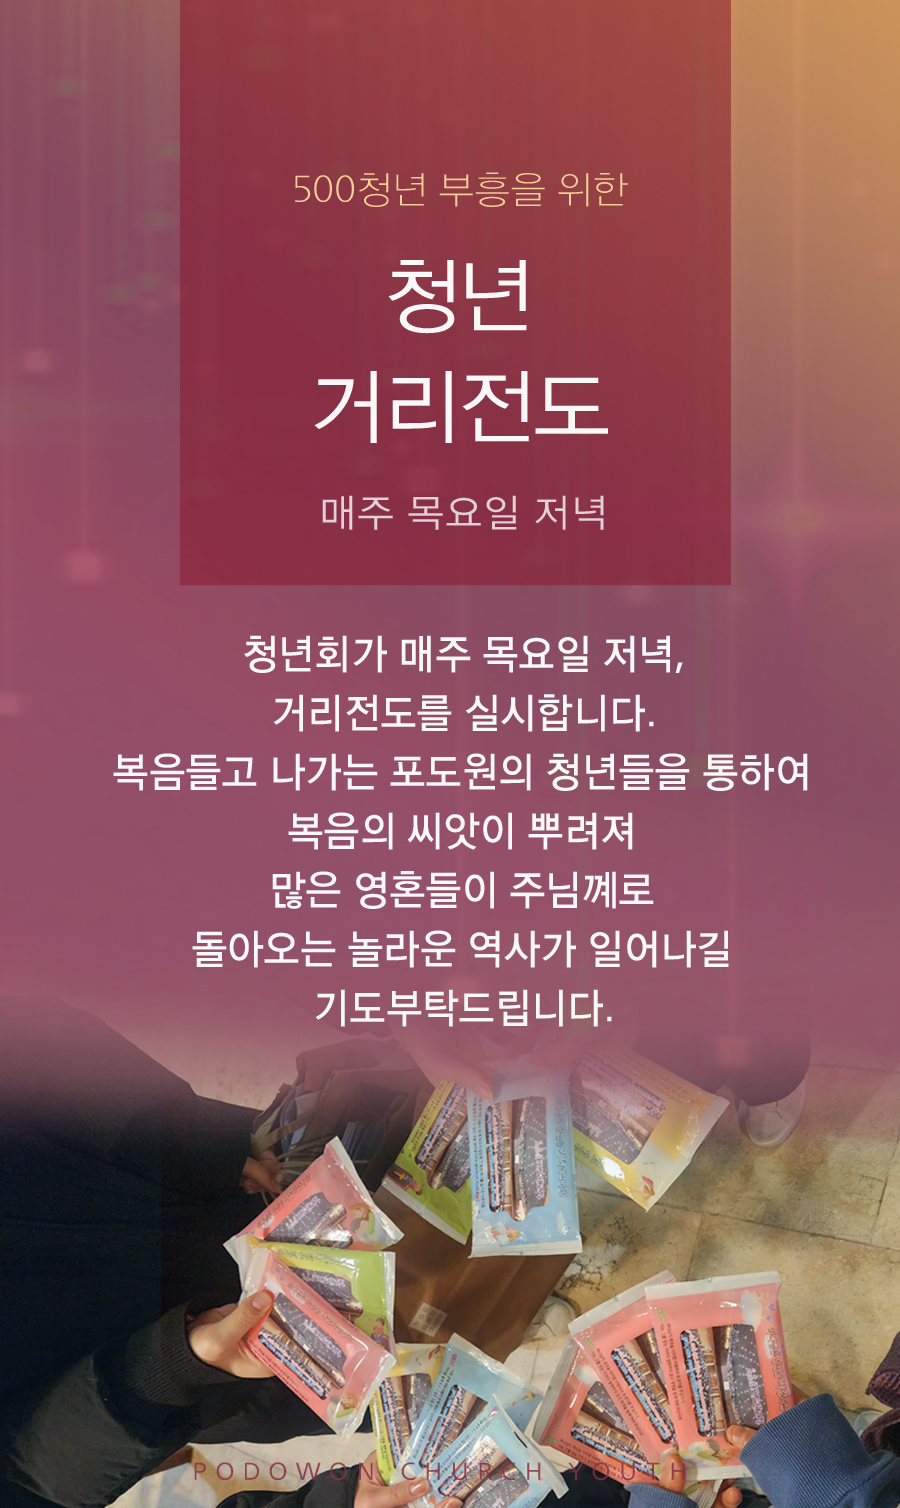 500청년 부흥을 위한
청년
거리전도
매주 목요일 저녁
청년회가 매주 목요일 저녁,
거리전도를 실시합니다.
복음들고 나가는 포도원의 청년들을 통하여
복음의 씨앗이 뿌려져
많은 영혼들이 주님꼐로
돌아오는 놀라운 역사가 일어나길
기도부탁드립니다.
PODOWON CHURCH YOUTH